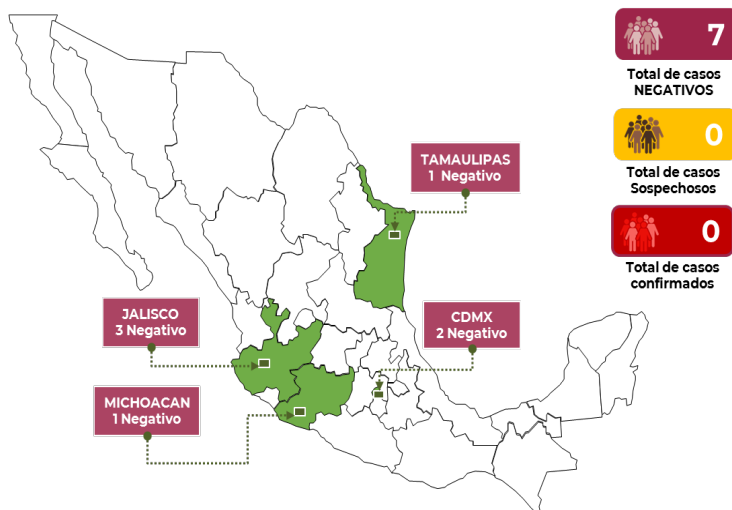 7
Total de casos
NEGATIVOS
0
Total de casos
Sospechosos
0
Total de casos
confirmados
TAMAULIPAS
1 Negativo
JALISCO
3 Negativo
CDMX
2 Negativo
MICHOACAN
1 Negativo